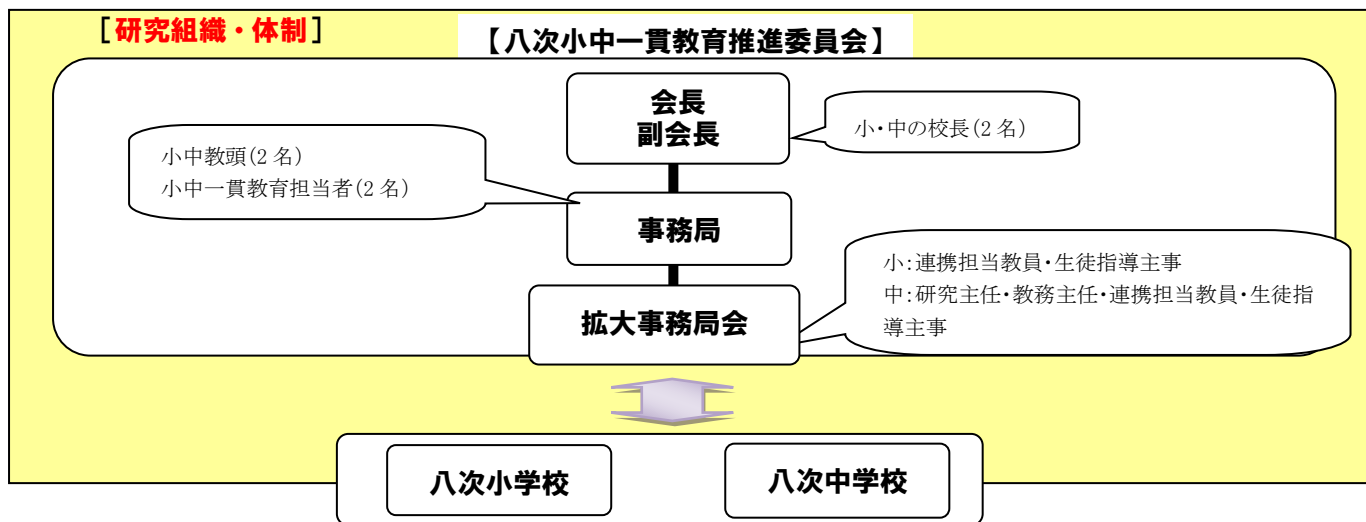 [研究組織・体制]
【八次小中一貫教育推進委員会】
会長
副会長
小・中の校長(2名)
小中教頭(2名)
小中一貫教育担当者(2名)
事務局
小:連携担当教員・生徒指導主事
中:研究主任・教務主任・連携担当教員・生徒指
導主事
拡大事務局会
八次小学校
八次中学校